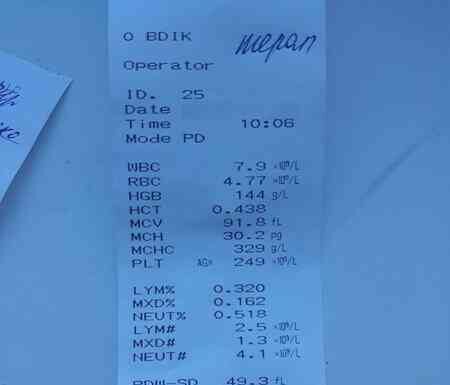 О ВДІК
терап
Operator
ID. 25
Date
Time 10:06
Mode PD
WBC 7.9 ×10⁹/L
RBC 4.77 ×10¹²/L
HGB 144 g/L
HCT 0.438
MCV 91.8 fL
MCH 30.2 pg
MCHC 329 g/L
PLT AG* 249 ×10⁹/L
LYM% 0.320
MXD% 0.162
NEUT% 0.518
LYM# 2.5 ×10⁹/L
MXD# 1.3 ×10⁹/L
NEUT# 4.1 ×10⁹/L
RDW-SD 49.3 fL